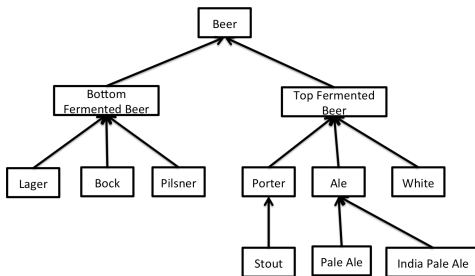 Beer
Bottom
Fermented Beer
Top Fermented
Beer
Lager
Bock
Pilsner
Porter
Ale
White
Stout
Pale Ale
India Pale Ale